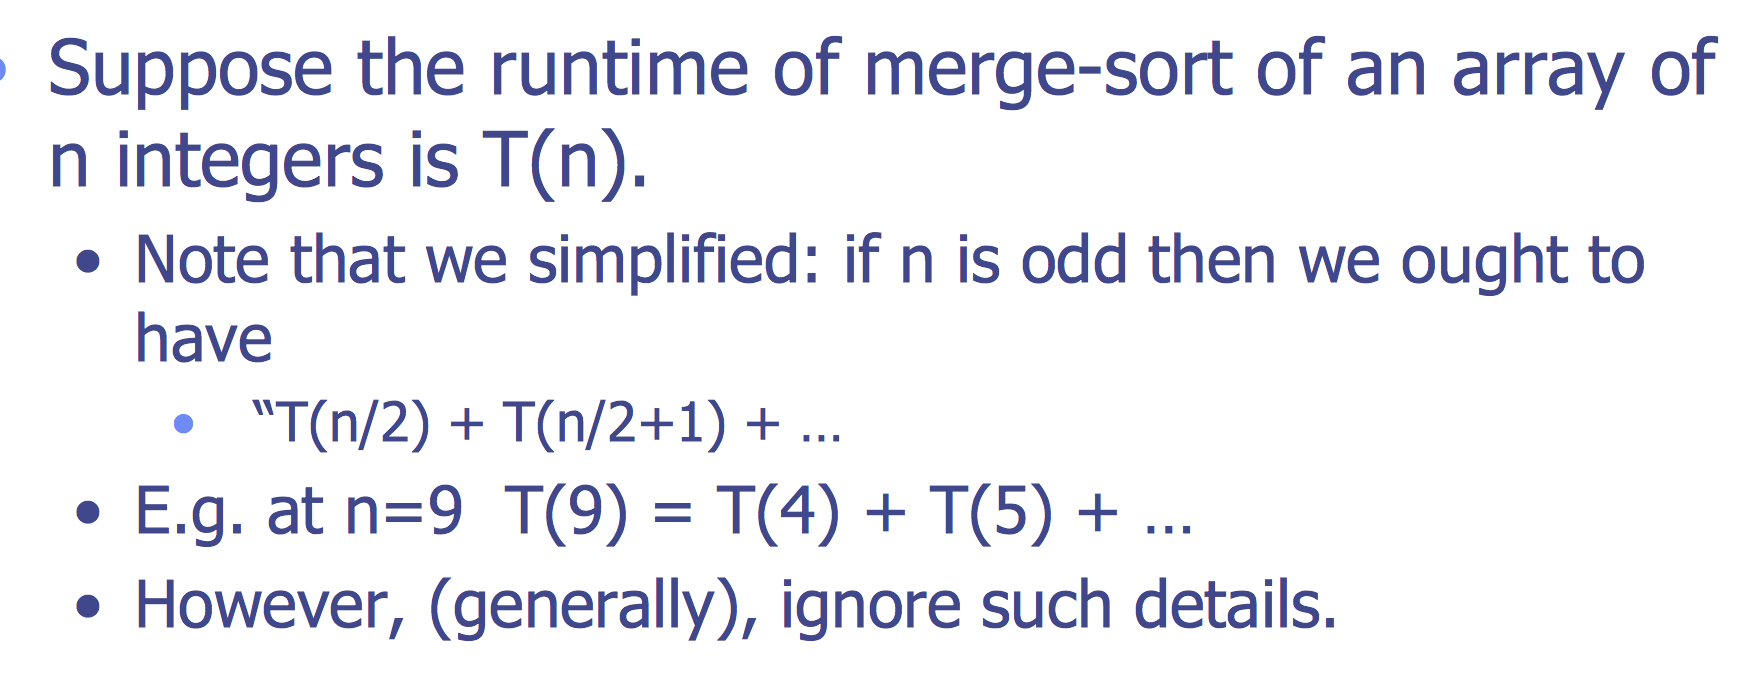 • Suppose the runtime of merge-sort of an array of
n integers is T(n).
• Note that we simplified: if n is odd then we ought to
have
• “T(n/2) + T(n/2+1) + …
• E.g. at n=9  T(9) = T(4) + T(5) + …
• However, (generally), ignore such details.